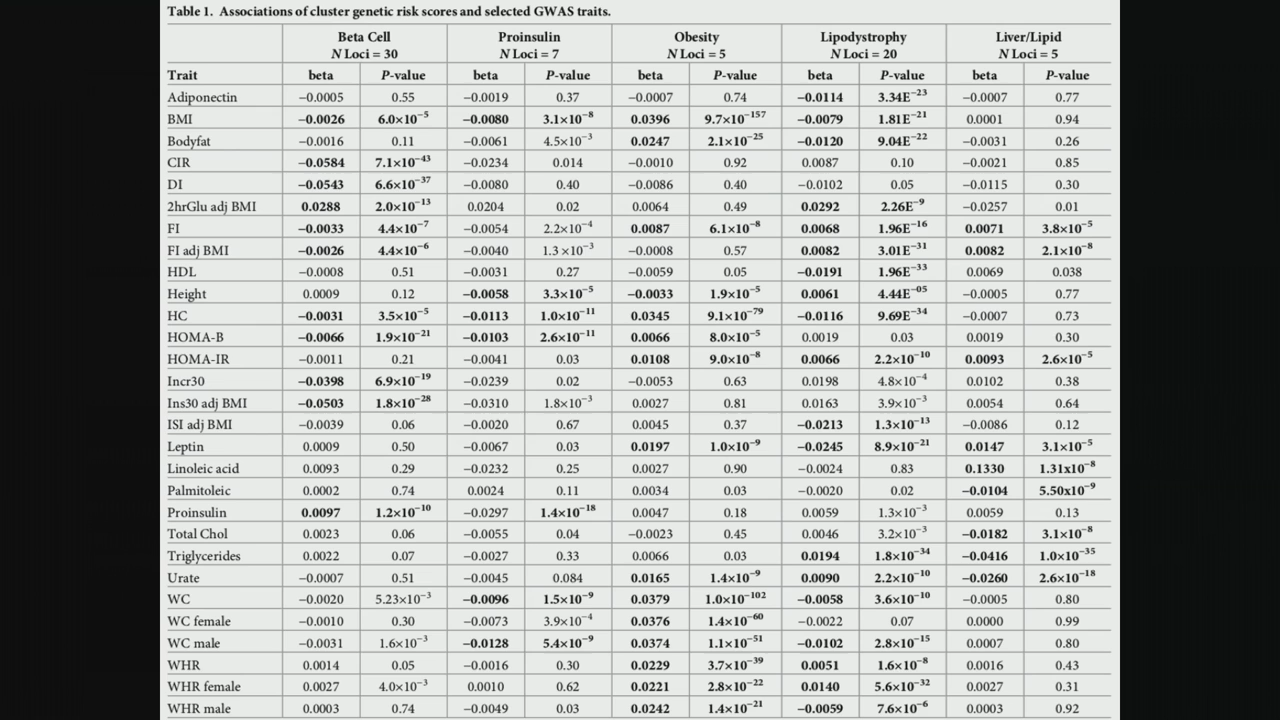 Table 1. Associations of cluster genetic risk scores and selected GWAS traits.
Beta Cell Proinsulin Obesity Lipodystrophy Liver/Lipid
N Loci = 30 N Loci = 7 N Loci = 5 N Loci = 20 N Loci = 5
Trait beta P-value beta P-value beta P-value beta P-value beta P-value
Adiponectin −0.0005 0.55 −0.0019 0.37 −0.0007 0.74 −0.0114 3.34E⁻²³ −0.0007 0.77
BMI −0.0026 6.0×10⁻⁵ −0.0080 3.1×10⁻⁸ 0.0396 9.7×10⁻¹⁵⁷ −0.0079 1.81E⁻²¹ 0.0001 0.94
Bodyfat −0.0016 0.11 −0.0061 4.5×10⁻³ 0.0247 2.1×10⁻²⁵ −0.0120 9.04E⁻²² −0.0031 0.26
CIR −0.0584 7.1×10⁻⁴³ −0.0234 0.014 −0.0010 0.92 0.0087 0.10 −0.0021 0.85
DI −0.0543 6.6×10⁻³⁷ −0.0080 0.40 −0.0086 0.40 −0.0102 0.05 −0.0115 0.30
2hrGlu adj BMI 0.0288 2.0×10⁻¹³ 0.0204 0.02 0.0064 0.49 0.0292 2.26E⁻⁹ −0.0257 0.01
FI −0.0033 4.4×10⁻⁷ −0.0054 2.2×10⁻⁴ 0.0087 6.1×10⁻⁸ 0.0068 1.96E⁻¹⁶ 0.0071 3.8×10⁻⁵
FI adj BMI −0.0026 4.4×10⁻⁶ −0.0040 1.3 ×10⁻³ −0.0008 0.57 0.0082 3.01E⁻³¹ 0.0082 2.1×10⁻⁸
HDL −0.0008 0.51 −0.0031 0.27 −0.0059 0.05 −0.0191 1.96E⁻³³ 0.0069 0.038
Height 0.0009 0.12 −0.0058 3.3×10⁻⁵ −0.0033 1.9×10⁻⁵ 0.0061 4.44E⁻⁰⁵ −0.0005 0.77
HC −0.0031 3.5×10⁻⁵ −0.0113 1.0×10⁻¹¹ 0.0345 9.1×10⁻⁷⁹ −0.0116 9.69E⁻³⁴ −0.0007 0.73
HOMA-B −0.0066 1.9×10⁻²¹ −0.0103 2.6×10⁻¹¹ 0.0066 8.0×10⁻⁵ 0.0019 0.03 0.0019 0.30
HOMA-IR −0.0011 0.21 −0.0041 0.03 0.0108 9.0×10⁻⁸ 0.0066 2.2×10⁻¹⁰ 0.0093 2.6×10⁻⁵
Incr30 −0.0398 6.9×10⁻¹⁹ −0.0239 0.02 −0.0053 0.63 0.0198 4.8×10⁻⁴ 0.0102 0.38
Ins30 adj BMI −0.0503 1.8×10⁻²⁸ −0.0310 1.8×10⁻³ 0.0027 0.81 0.0163 3.9×10⁻³ 0.0054 0.64
ISI adj BMI −0.0039 0.06 −0.0020 0.67 0.0045 0.37 −0.0213 1.3×10⁻¹³ −0.0086 0.12
Leptin 0.0009 0.50 −0.0067 0.03 0.0197 1.0×10⁻⁹ −0.0245 8.9×10⁻²¹ 0.0147 3.1×10⁻⁵
Linoleic acid 0.0093 0.29 −0.0232 0.25 0.0027 0.90 −0.0024 0.83 0.1330 1.31x10⁻⁸
Palmitoleic 0.0002 0.74 0.0024 0.11 0.0034 0.03 −0.0020 0.02 −0.0104 5.50x10⁻⁹
Proinsulin 0.0097 1.2×10⁻¹⁰ −0.0297 1.4×10⁻¹⁸ 0.0047 0.18 0.0059 1.3×10⁻³ 0.0059 0.13
Total Chol 0.0023 0.06 −0.0055 0.04 −0.0023 0.45 0.0046 3.2×10⁻³ −0.0182 3.1×10⁻⁸
Triglycerides 0.0022 0.07 −0.0027 0.33 0.0066 0.03 0.0194 1.8×10⁻³⁴ −0.0416 1.0×10⁻³⁵
Urate −0.0007 0.51 −0.0045 0.084 0.0165 1.4×10⁻⁹ 0.0090 2.2×10⁻¹⁰ −0.0260 2.6×10⁻¹⁸
WC −0.0020 5.23×10⁻³ −0.0096 1.5×10⁻⁹ 0.0379 1.0×10⁻¹⁰² −0.0058 3.6×10⁻¹⁰ −0.0005 0.80
WC female −0.0010 0.30 −0.0073 3.9×10⁻⁴ 0.0376 1.4×10⁻⁶⁰ −0.0022 0.07 0.0000 0.99
WC male −0.0031 1.6×10⁻³ −0.0128 5.4×10⁻⁹ 0.0374 1.1×10⁻⁵¹ −0.0102 2.8×10⁻¹⁵ 0.0007 0.80
WHR 0.0014 0.05 −0.0016 0.30 0.0229 3.7×10⁻³⁹ 0.0051 1.6×10⁻⁸ 0.0016 0.43
WHR female 0.0027 4.0×10⁻³ 0.0010 0.62 0.0221 2.8×10⁻²² 0.0140 5.6×10⁻³² 0.0027 0.31
WHR male 0.0003 0.74 −0.0049 0.03 0.0242 1.4×10⁻²¹ −0.0059 7.6×10⁻⁶ 0.0003 0.92